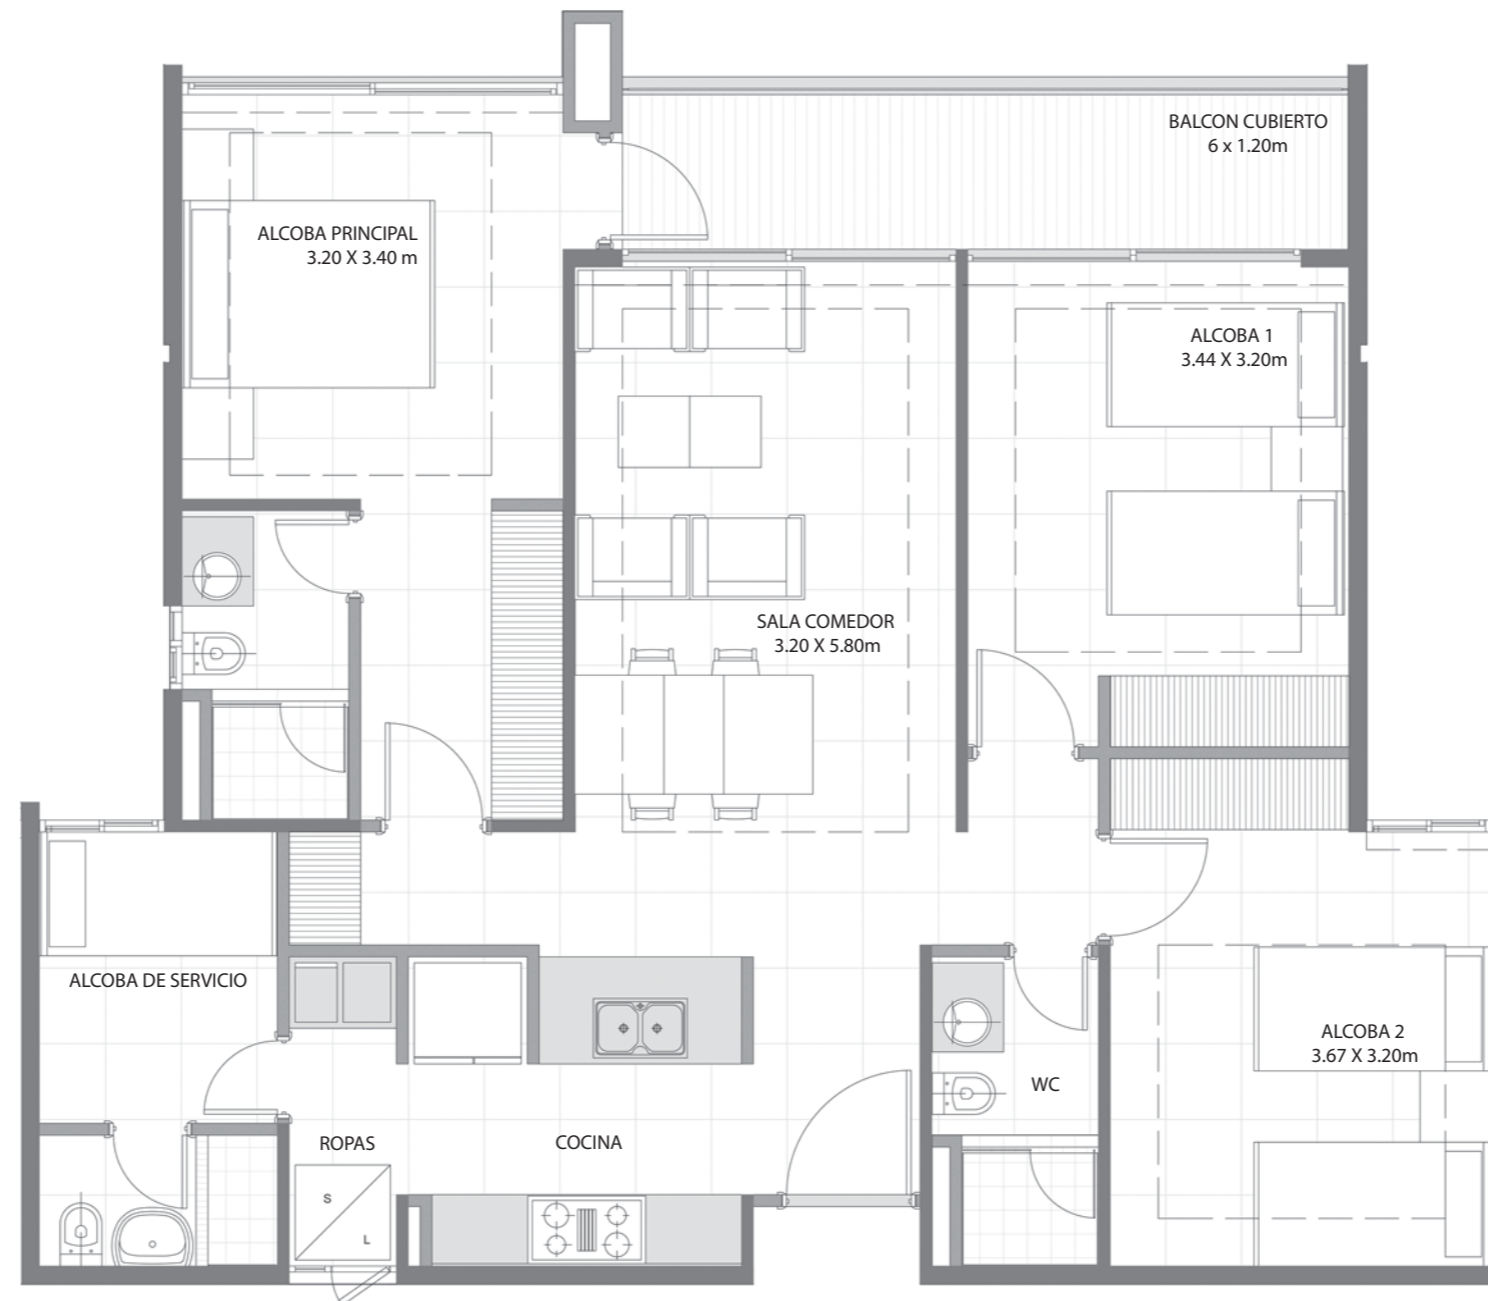 BALCON CUBIERTO
6 x 1.20m
ALCOBA PRINCIPAL
3.20 X 3.40 m
ALCOBA 1
3.44 X 3.20m
SALA COMEDOR
3.20 X 5.80m
ALCOBA DE SERVICIO
ALCOBA 2
3.67 X 3.20m
WC
ROPAS
COCINA
S
L